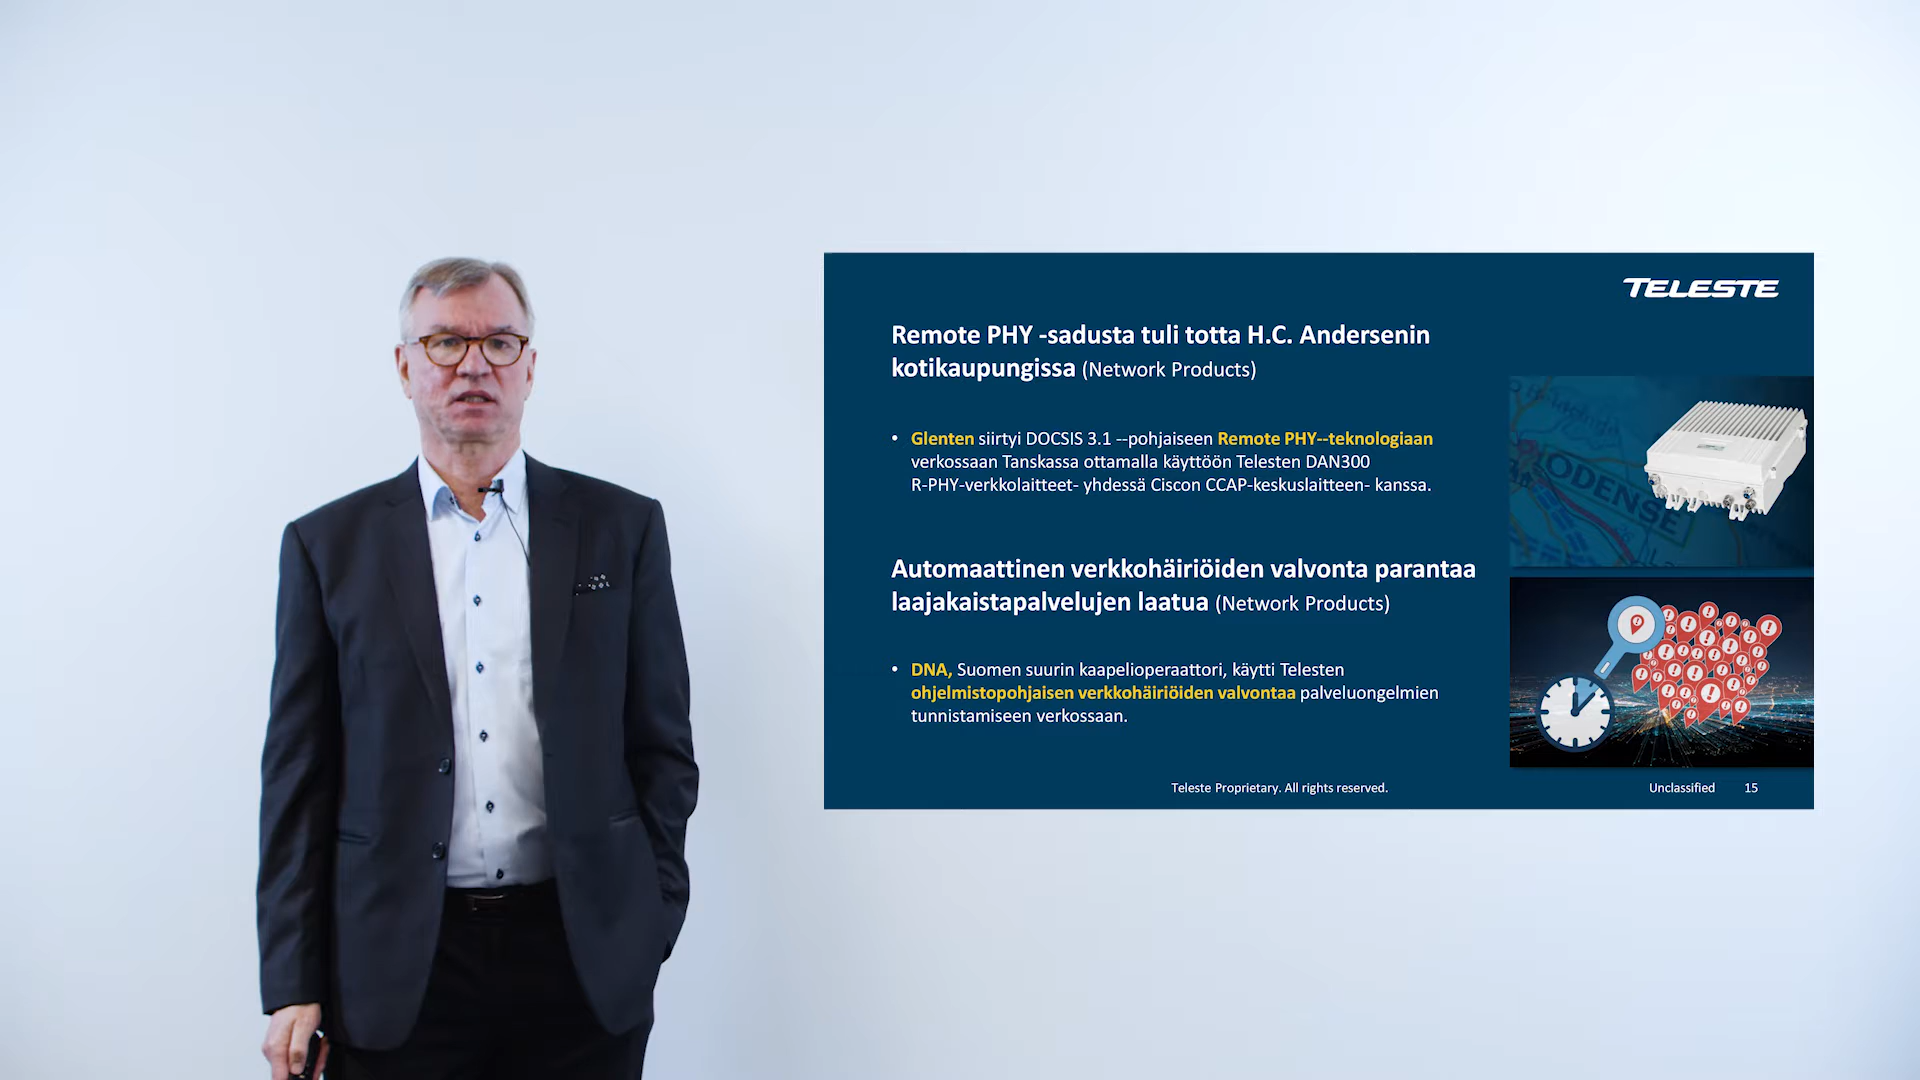 TELESTE
Remote PHY -sadusta tuli totta H.C. Andersenin
kotikaupungissa (Network Products)
• Glenten siirtyi DOCSIS 3.1 --pohjaiseen Remote PHY--teknologiaan
verkossaan Tanskassa ottamalla käyttöön Telesten DAN300
R-PHY-verkkolaitteet- yhdessä Ciscon CCAP-keskuslaitteen- kanssa.
ODENSE
Automaattinen verkkohäiriöiden valvonta parantaa
laajakaistapalvelujen laatua (Network Products)
• DNA, Suomen suurin kaapelioperaattori, käytti Telesten
ohjelmistopohjaisen verkkohäiriöiden valvontaa palveluongelmien
tunnistamiseen verkossaan.
Teleste Proprietary. All rights reserved.
Unclassified 15